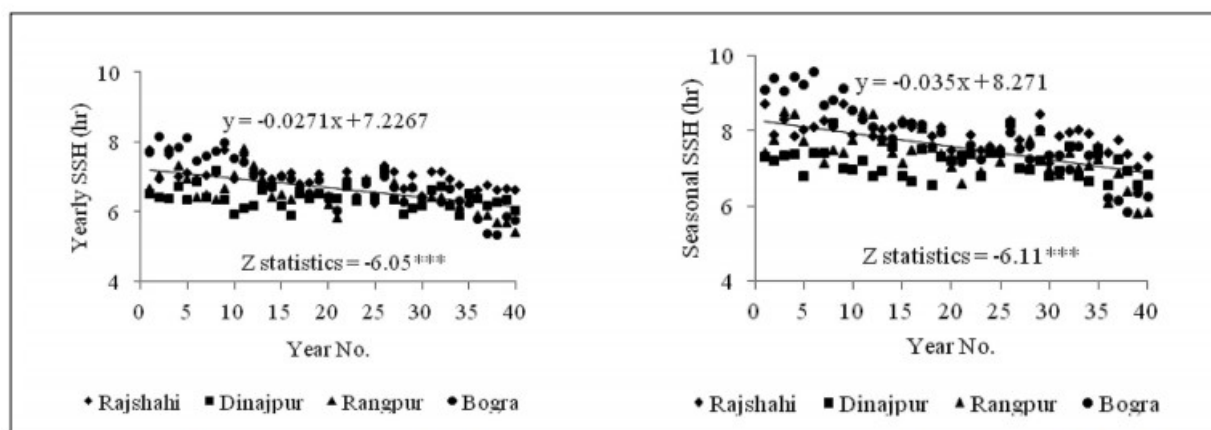 10
8
6
4
Yearly SSH (hr)
y = -0.0271x + 7.2267
Z statistics = -6.05***
0 5 10 15 20 25 30 35 40
Year No.
◆ Rajshahi ■ Dinajpur ▲ Rangpur ● Bogra
10
8
6
4
Seasonal SSH (hr)
y = -0.035x + 8.271
Z statistics = -6.11***
0 5 10 15 20 25 30 35 40
Year No.
◆ Rajshahi ■ Dinajpur ▲ Rangpur ● Bogra